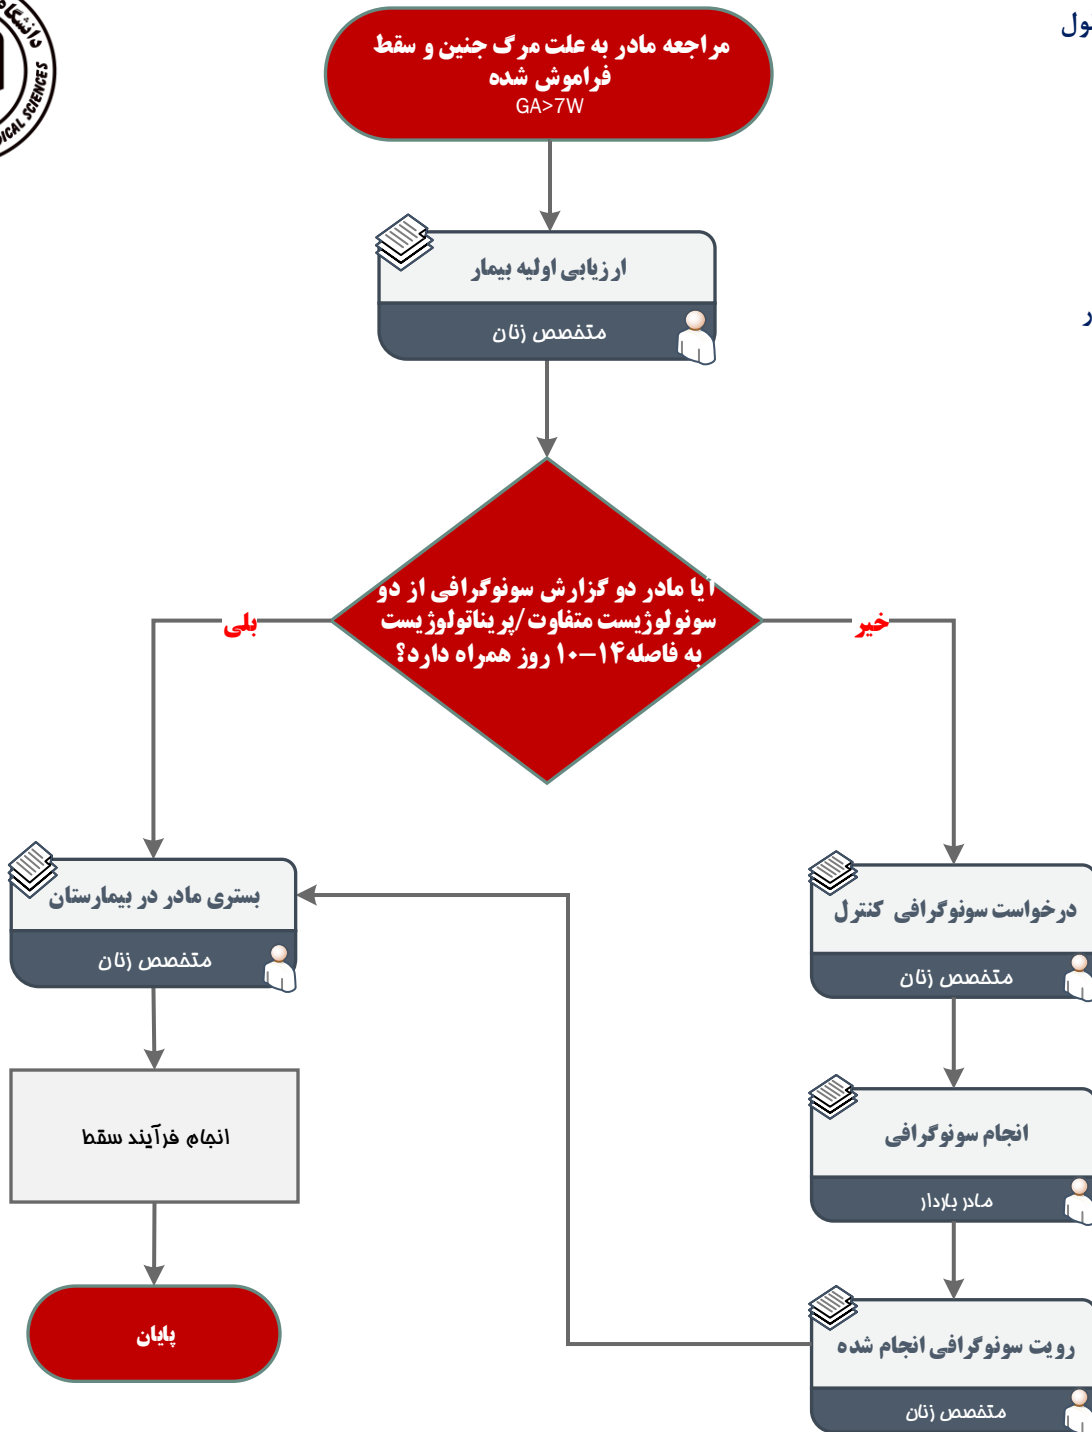 مراجعه مادر به علت مرگ جنین و سقط
فراموش شده
GA>7W
ارزیابی اولیه بیمار
متخصص زنان
آیا مادر دو گزارش سونوگرافی از دو
سونولوژیست متفاوت/پریناتولوژیست
به فاصله۱۴-۱۰ روز همراه دارد؟
خیر
بلی
درخواست سونوگرافی کنترل
متخصص زنان
انجام سونوگرافی
مادر باردار
رویت سونوگرافی انجام شده
متخصص زنان
بستری مادر در بیمارستان
متخصص زنان
انجام فرآیند سقط
پایان